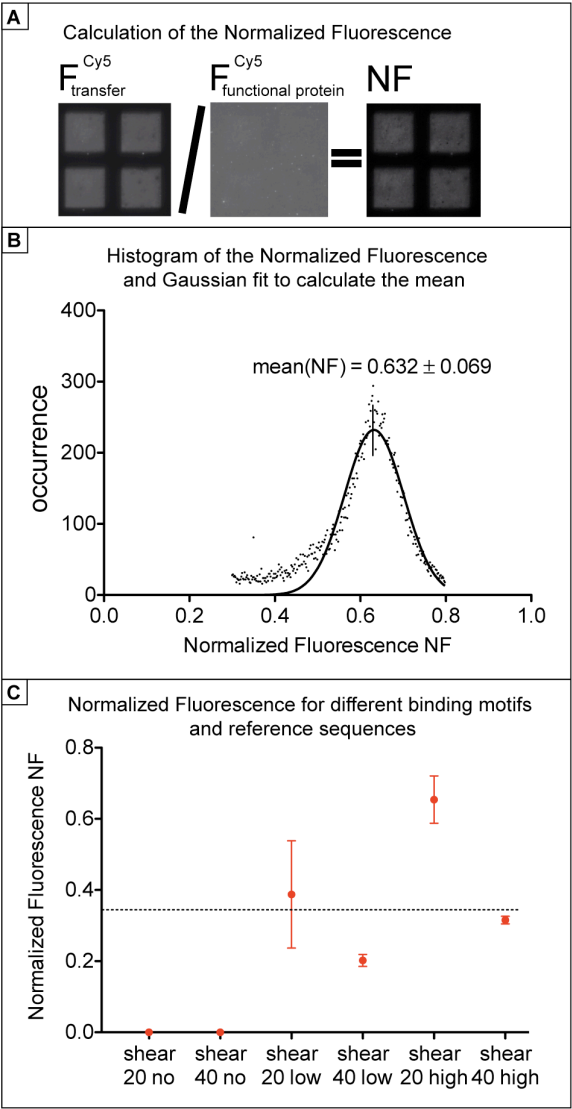 A
Calculation of the Normalized Fluorescence
F Cy5 transfer
F Cy5 functional protein
NF
B
Histogram of the Normalized Fluorescence
and Gaussian fit to calculate the mean
mean(NF) = 0.632 ± 0.069
400
300
200
100
0
occurrence
0.0 0.2 0.4 0.6 0.8 1.0
Normalized Fluorescence NF
C
Normalized Fluorescence for different binding motifs
and reference sequences
0.8
0.6
0.4
0.2
0.0
Normalized Fluorescence NF
shear shear shear shear shear shear
20 no 40 no 20 low 40 low 20 high 40 high